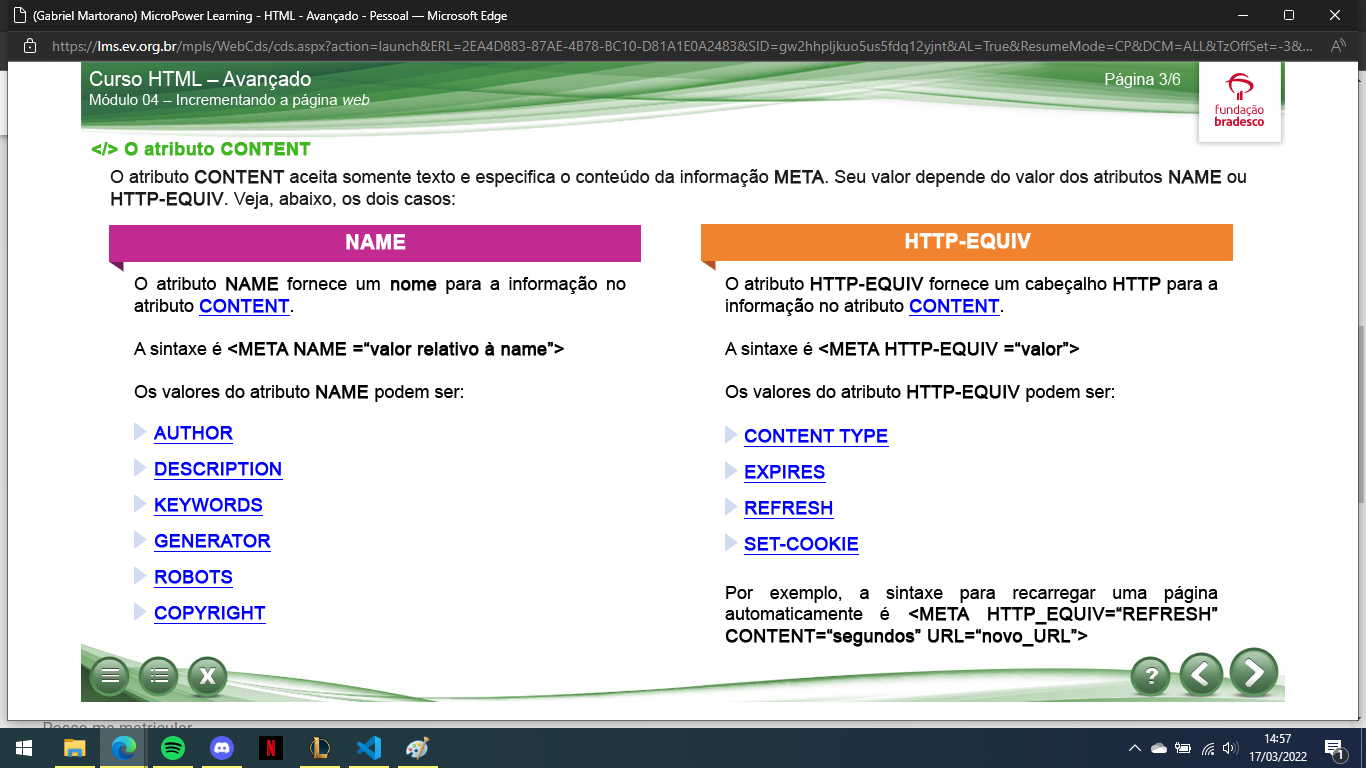 (Gabriel Martorano) MicroPower Learning - HTML - Avançado - Pessoal — Microsoft Edge
https://lms.ev.org.br/mpls/WebCds/cds.aspx?action=launch&ERL=2EA4D883-87AE-4B78-BC10-D81A1E0A2483&SID=gw2hhpljkuo5us5fdq12yjnt&AL=True&ResumeMode=CP&DCM=ALL&TzOffSet=-3&...
Curso HTML – Avançado
Página 3/6
Módulo 04 – Incrementando a página web
fundação
bradesco
</> O atributo CONTENT
O atributo CONTENT aceita somente texto e especifica o conteúdo da informação META. Seu valor depende do valor dos atributos NAME ou
HTTP-EQUIV. Veja, abaixo, os dois casos:
NAME
O atributo NAME fornece um nome para a informação no
atributo CONTENT.
A sintaxe é <META NAME =“valor relativo à name”>
Os valores do atributo NAME podem ser:
AUTHOR
DESCRIPTION
KEYWORDS
GENERATOR
ROBOTS
COPYRIGHT
HTTP-EQUIV
O atributo HTTP-EQUIV fornece um cabeçalho HTTP para a
informação no atributo CONTENT.
A sintaxe é <META HTTP-EQUIV =“valor”>
Os valores do atributo HTTP-EQUIV podem ser:
CONTENT TYPE
EXPIRES
REFRESH
SET-COOKIE
Por exemplo, a sintaxe para recarregar uma página
automaticamente é <META HTTP_EQUIV=“REFRESH”
CONTENT=“segundos” URL=“novo_URL”>
14:57
17/03/2022
1